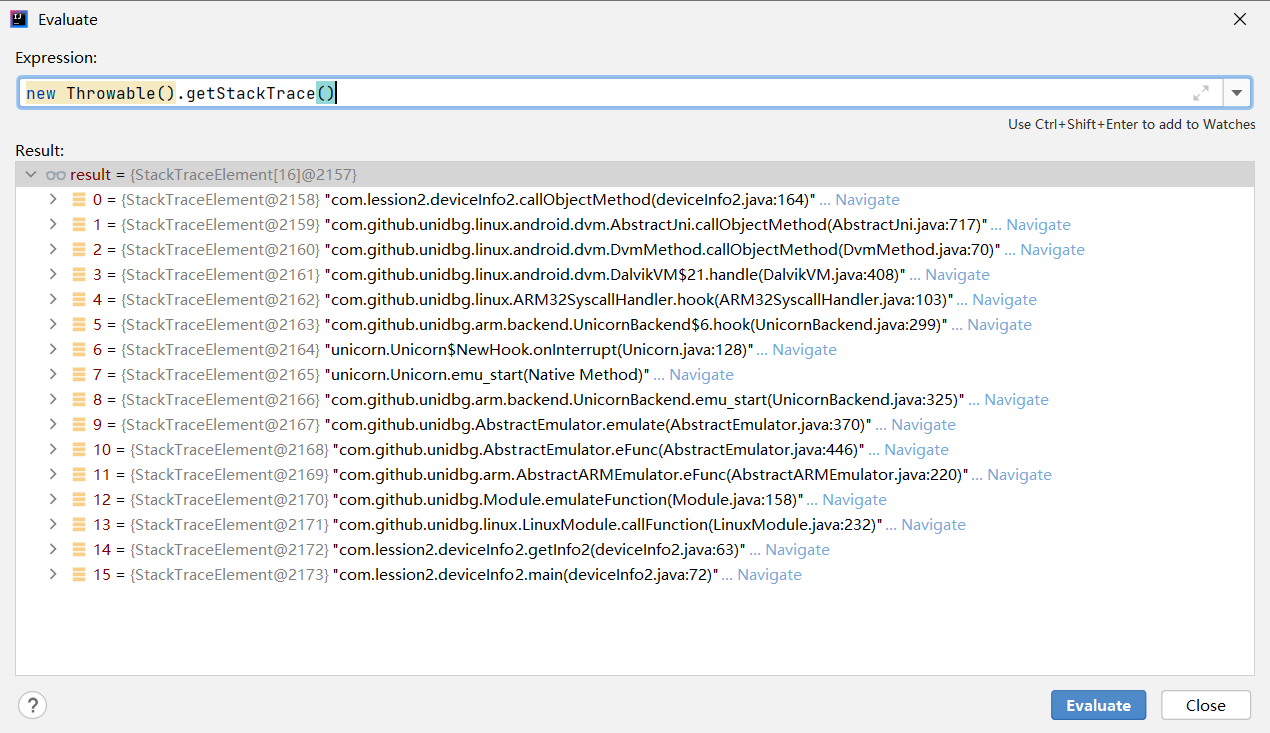 Evaluate
Expression:
new Throwable().getStackTrace()
Use Ctrl+Shift+Enter to add to Watches
Result:
result = {StackTraceElement[16]@2157}
0 = {StackTraceElement@2158} "com.lession2.deviceInfo2.callObjectMethod(deviceInfo2.java:164)" ... Navigate
1 = {StackTraceElement@2159} "com.github.unidbg.linux.android.dvm.AbstractJni.callObjectMethod(AbstractJni.java:717)" ... Navigate
2 = {StackTraceElement@2160} "com.github.unidbg.linux.android.dvm.DvmMethod.callObjectMethod(DvmMethod.java:70)" ... Navigate
3 = {StackTraceElement@2161} "com.github.unidbg.linux.android.dvm.DalvikVM$21.handle(DalvikVM.java:408)" ... Navigate
4 = {StackTraceElement@2162} "com.github.unidbg.linux.ARM32SyscallHandler.hook(ARM32SyscallHandler.java:103)" ... Navigate
5 = {StackTraceElement@2163} "com.github.unidbg.arm.backend.UnicornBackend$6.hook(UnicornBackend.java:299)" ... Navigate
6 = {StackTraceElement@2164} "unicorn.Unicorn$NewHook.onInterrupt(Unicorn.java:128)" ... Navigate
7 = {StackTraceElement@2165} "unicorn.Unicorn.emu_start(Native Method)" ... Navigate
8 = {StackTraceElement@2166} "com.github.unidbg.arm.backend.UnicornBackend.emu_start(UnicornBackend.java:325)" ... Navigate
9 = {StackTraceElement@2167} "com.github.unidbg.AbstractEmulator.emulate(AbstractEmulator.java:370)" ... Navigate
10 = {StackTraceElement@2168} "com.github.unidbg.AbstractEmulator.eFunc(AbstractEmulator.java:446)" ... Navigate
11 = {StackTraceElement@2169} "com.github.unidbg.arm.AbstractARMEmulator.eFunc(AbstractARMEmulator.java:220)" ... Navigate
12 = {StackTraceElement@2170} "com.github.unidbg.Module.emulateFunction(Module.java:158)" ... Navigate
13 = {StackTraceElement@2171} "com.github.unidbg.linux.LinuxModule.callFunction(LinuxModule.java:232)" ... Navigate
14 = {StackTraceElement@2172} "com.lession2.deviceInfo2.getInfo2(deviceInfo2.java:63)" ... Navigate
15 = {StackTraceElement@2173} "com.lession2.deviceInfo2.main(deviceInfo2.java:72)" ... Navigate
? Evaluate Close